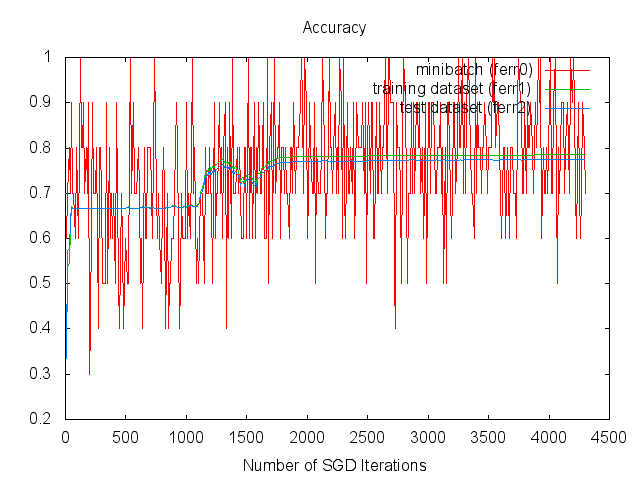 Accuracy
1
0.9
0.8
0.7
0.6
0.5
0.4
0.3
0.2
minibatch (ferr0)
training dataset (ferr1)
test dataset (ferr2)
0 500 1000 1500 2000 2500 3000 3500 4000 4500
Number of SGD Iterations